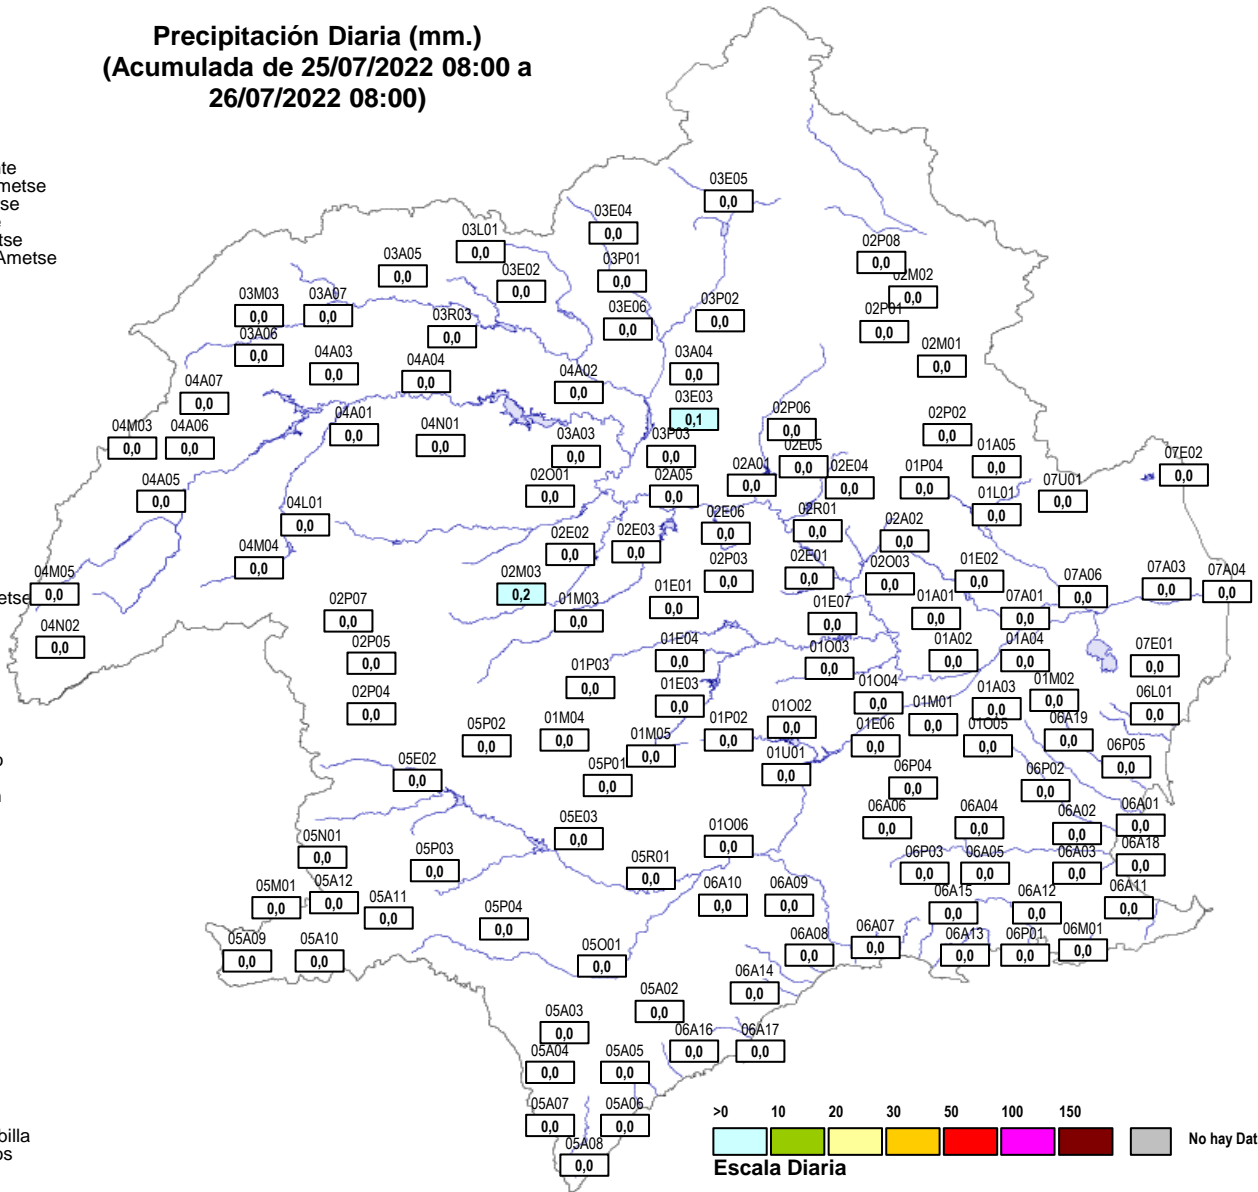 Precipitación Diaria (mm.)
(Acumulada de 25/07/2022 08:00 a
26/07/2022 08:00)
03E05
0,0
03E04
0,0
03L01
0,0
03A05
0,0
03P01
0,0
03E02
0,0
02P08
0,0
02M02
0,0
03M03
0,0
03A07
0,0
03E06
0,0
03P02
0,0
02P01
0,0
03R03
0,0
03A06
0,0
04A03
0,0
04A04
0,0
04A02
0,0
03A04
0,0
02M01
0,0
04A07
0,0
03E03
0,1
04M03
0,0
04A06
0,0
04A01
0,0
04N01
0,0
03A03
0,0
03P03
0,0
02P06
0,0
02P02
0,0
02E05
0,0
01A05
0,0
07E02
0,0
04A05
0,0
02O01
0,0
02A05
0,0
02A01
0,0
02E04
0,0
01P04
0,0
07U01
0,0
01L01
0,0
04L01
0,0
02E06
0,0
02R01
0,0
02A02
0,0
04M04
0,0
02E02
0,0
02E03
0,0
04M05
0,0
02M03
0,2
02P03
0,0
02E01
0,0
02O03
0,0
01E02
0,0
07A06
0,0
07A03
0,0
07A04
0,0
02P07
0,0
01M03
0,0
01E01
0,0
01E07
0,0
01A01
0,0
07A01
0,0
04N02
0,0
02P05
0,0
01E04
0,0
01O03
0,0
01A02
0,0
01A04
0,0
07E01
0,0
01P03
0,0
02P04
0,0
01E03
0,0
01O04
0,0
01A03
0,0
01M02
0,0
06L01
0,0
05P02
0,0
01M04
0,0
01M05
0,0
01P02
0,0
01O02
0,0
01E06
0,0
01M01
0,0
01O05
0,0
06A19
0,0
05E02
0,0
05P01
0,0
01U01
0,0
06P04
0,0
06P02
0,0
06P05
0,0
05E03
0,0
01O06
0,0
06A06
0,0
06A04
0,0
06A02
0,0
06A01
0,0
05N01
0,0
05P03
0,0
05R01
0,0
06P03
0,0
06A05
0,0
06A03
0,0
06A18
0,0
05M01
0,0
05A12
0,0
05A11
0,0
06A10
0,0
06A09
0,0
06A15
0,0
06A12
0,0
06A11
0,0
05P04
0,0
05A09
0,0
05A10
0,0
05O01
0,0
06A08
0,0
06A07
0,0
06A13
0,0
06P01
0,0
06M01
0,0
06A14
0,0
05A02
0,0
05A03
0,0
06A16
0,0
06A17
0,0
05A04
0,0
05A05
0,0
05A07
0,0
05A06
0,0
05A08
0,0
>0 10 20 30 50 100 150
No hay Dat
Escala Diaria